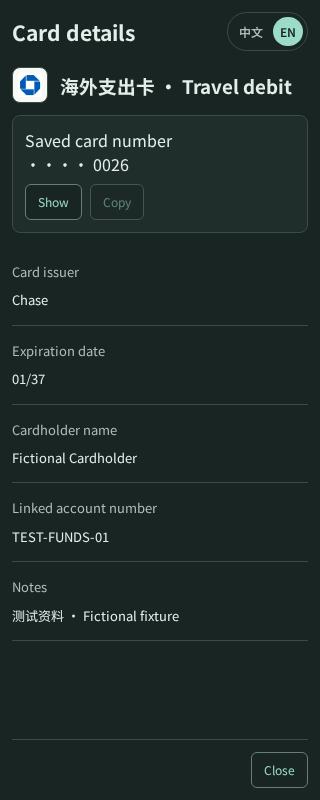 Card details
中文 EN
海外支出卡 • Travel debit
Saved card number
•••• 0026
Show Copy
Card issuer
Chase
Expiration date
01/37
Cardholder name
Fictional Cardholder
Linked account number
TEST-FUNDS-01
Notes
测试资料 • Fictional fixture
Close